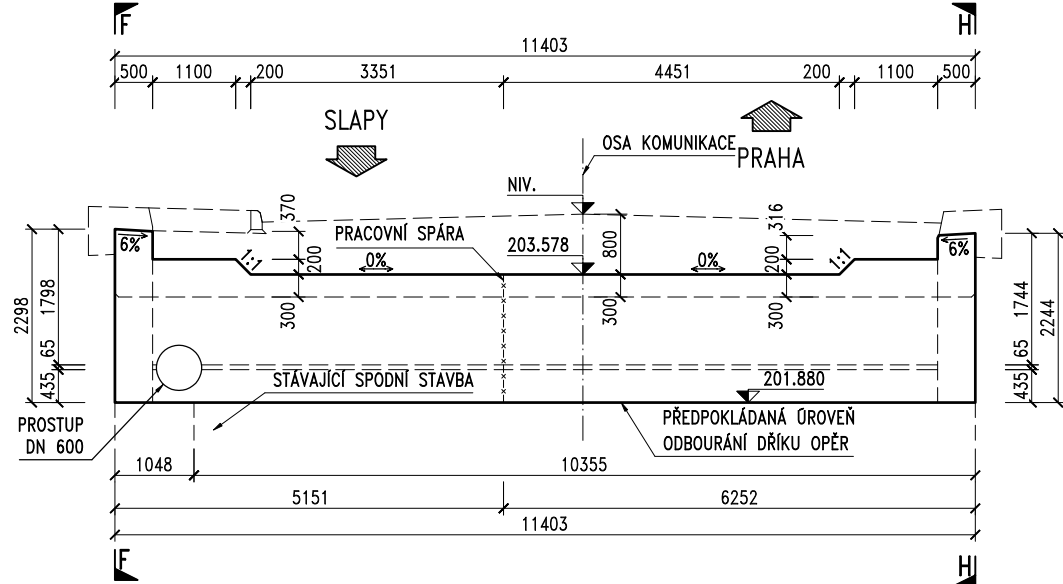 F
H
11403
500
1100
200
3351
4451
200
1100
500
SLAPY
OSA KOMUNIKACE
PRAHA
NIV.
370
316
6%
PRACOVNÍ SPÁRA
203.578
800
6%
1:1
200
0%
0%
200
1:1
300
300
300
2298
1798
65
435
1744
2244
65
435
STÁVAJÍCÍ SPODNÍ STAVBA
201.880
PROSTUP
DN 600
PŘEDPOKLÁDANÁ ÚROVEŇ
ODBOURÁNÍ DŘÍKU OPĚR
1048
10355
5151
6252
11403
F
H